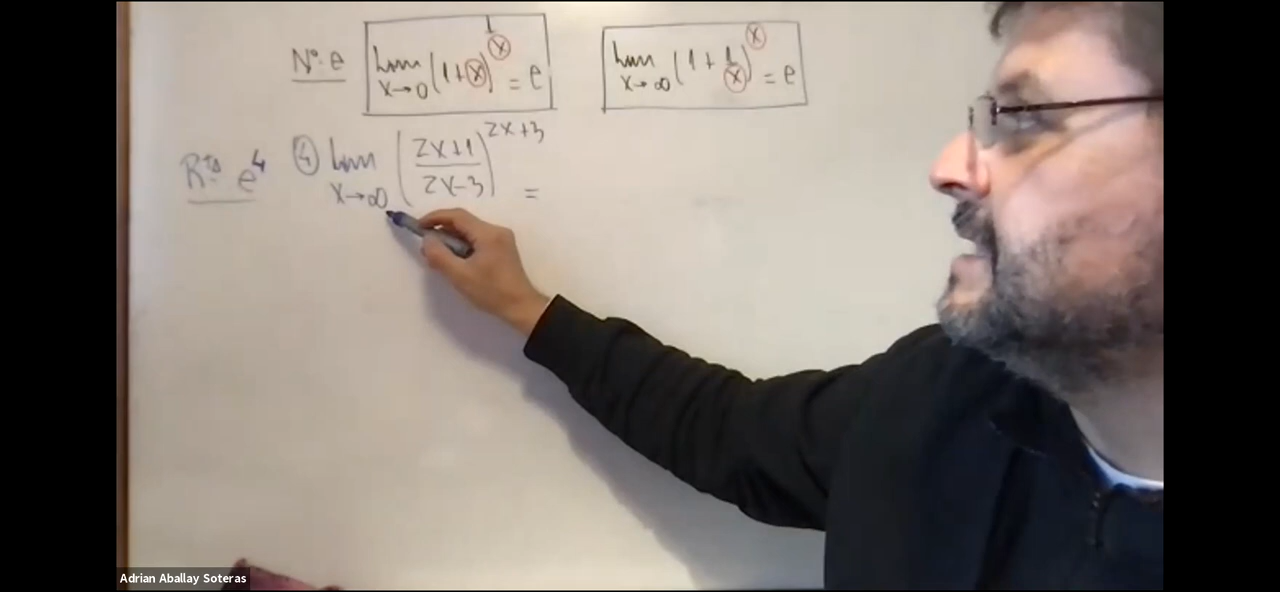 Nº e lim x→0 (1+x)^1/x = e lim x→∞ (1+1/x)^x = e
Rta e^4 ④ lim x→∞ (2x+1/2x-3)^2x+3 =
Adrian Aballay Soteras